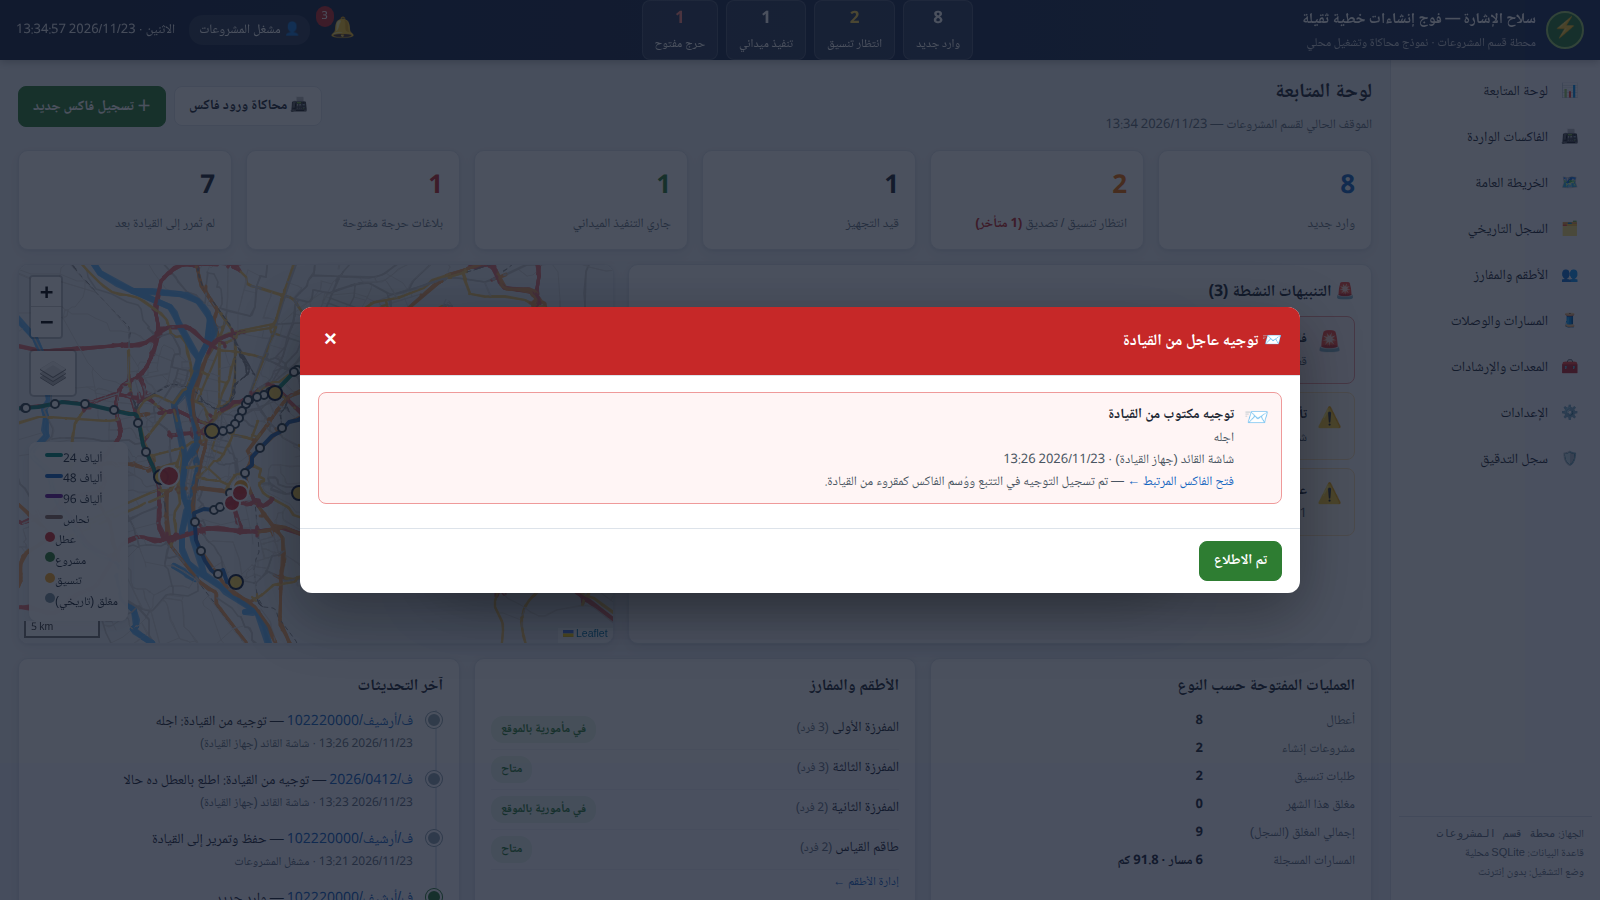 سلاح الإشارة — فوج إنشاءات خطية ثقيلة
محطة قسم المشروعات · نموذج محاكاة وتشغيل محلي
8
وارد جديد
2
انتظار تنسيق
1
تنفيذ ميداني
1
حرج مفتوح
3
مشغل المشروعات
الاثنين · 2026/11/23 13:34:57
لوحة المتابعة
الفاكسات الواردة
الخريطة العامة
السجل التاريخي
الأطقم والمفارز
المسارات والوصلات
المعدات والإرشادات
الإعدادات
سجل التدقيق
الجهاز: محطة قسم المشروعات
قاعدة البيانات: SQLite محلية
وضع التشغيل: بدون إنترنت
لوحة المتابعة
الموقف الحالي لقسم المشروعات — 2026/11/23 13:34
محاكاة ورود فاكس
+ تسجيل فاكس جديد
8
وارد جديد
2
انتظار تنسيق / تصديق (1 متأخر)
1
قيد التجهيز
1
جاري التنفيذ الميداني
1
بلاغات حرجة مفتوحة
7
لم تُمرر إلى القيادة بعد
التنبيهات النشطة (3)
+
−
ألياف 24
ألياف 48
ألياف 96
نحاس
عطل
مشروع
تنسيق
مغلق (تاريخي)
5 km
Leaflet
توجيه عاجل من القيادة
×
توجيه مكتوب من القيادة
اجله
شاشة القائد (جهاز القيادة) · 2026/11/23 13:26
فتح الفاكس المرتبط ← — تم تسجيل التوجيه في التتبع ووُسم الفاكس كمقروء من القيادة.
تم الاطلاع
العمليات المفتوحة حسب النوع
أعطال 8
مشروعات إنشاء 2
طلبات تنسيق 2
مغلق هذا الشهر 0
إجمالي المغلق (السجل) 9
المسارات المسجلة 6 مسار · 91.8 كم
الأطقم والمفارز
المفرزة الأولى (3 فرد) في مأمورية بالموقع
المفرزة الثالثة (3 فرد) متاح
المفرزة الثانية (2 فرد) في مأمورية بالموقع
طاقم القياس (2 فرد) متاح
إدارة الأطقم ←
آخر التحديثات
ف/أرشيف/102220000 — توجيه من القيادة: اجله
2026/11/23 13:26 · شاشة القائد (جهاز القيادة)
ف/2026/0412 — توجيه من القيادة: اطلع بالعطل ده حالا
2026/11/23 13:23 · شاشة القائد (جهاز القيادة)
ف/أرشيف/102220000 — حفظ وتمرير إلى القيادة
2026/11/23 13:21 · مشغل المشروعات
ف/أرشيف/102220000 — وارد جديد